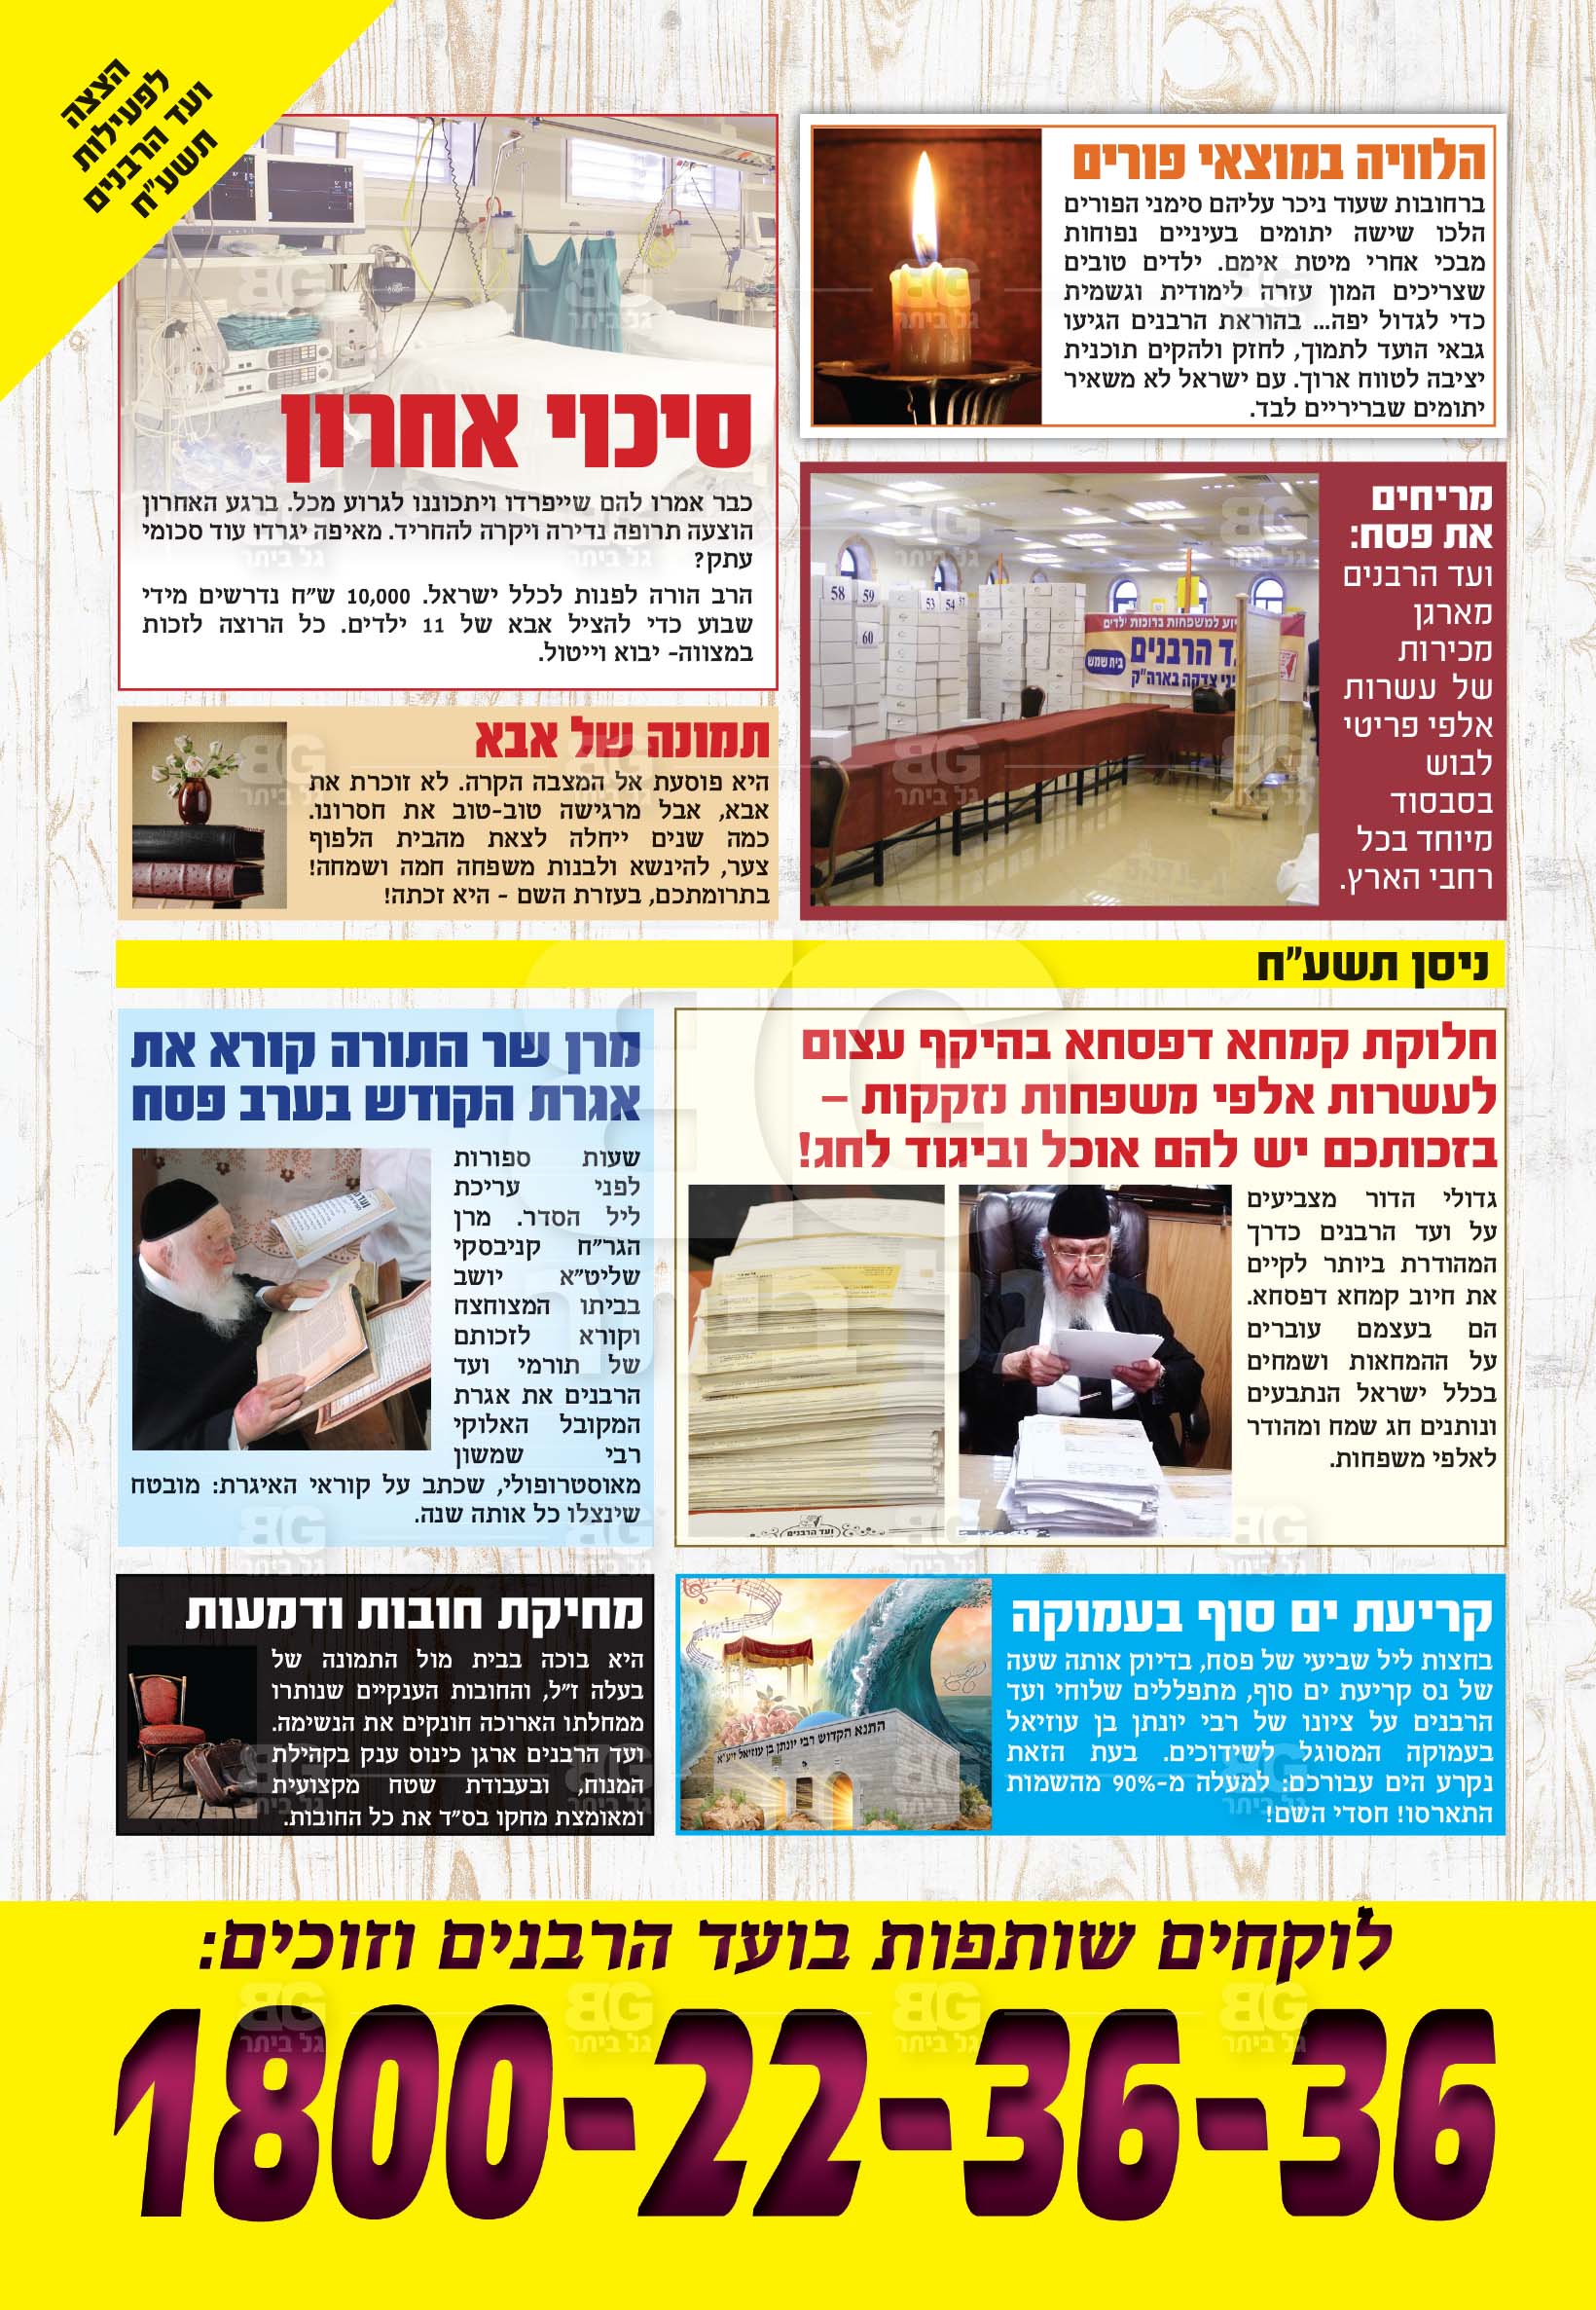 הצצה
לפעילות
ועד הרבנים
תשע"ח
הלוויה במוצאי פורים
ברחובות שעוד ניכר עליהם סימני הפורים
הלכו שישה יתומים בעיניים נפוחות
מבכי אחרי מיטת אימם. ילדים טובים
שצריכים המון עזרה לימודית וגשמית
כדי לגדול יפה... בהוראת הרבנים הגיעו
גבאי הועד לתמוך, לחזק ולהקים תוכנית
יציבה לטווח ארוך. עם ישראל לא משאיר
יתומים שבריריים לבד.
סיכוי אחרון
כבר אמרו להם שייפרדו ויתכוננו לגרוע מכל. ברגע האחרון
הוצעה תרופה נדירה ויקרה להחריד. מאיפה יגרדו עוד סכומי
עתק?
הרב הורה לפנות לכלל ישראל. 10,000 ש"ח נדרשים מידי
שבוע כדי להציל אבא של 11 ילדים. כל הרוצה לזכות
במצווה- יבוא וייטול.
מריחים
את פסח:
ועד הרבנים
מארגן
מכירות
של עשרות
אלפי פריטי
לבוש
בסבסוד
מיוחד בכל
רחבי הארץ.
58
59
60
53
54
יוע למשפחות ברוכות ילדים
ד הרבנים
בית שמש
יני צדקה בארה"ק
תמונה של אבא
היא פוסעת אל המצבה הקרה. לא זוכרת את
אבא, אבל מרגישה טוב-טוב את חסרונו.
כמה שנים ייחלה לצאת מהבית הלפוף
צער, להינשא ולבנות משפחה חמה ושמחה!
בתרומתכם, בעזרת השם - היא זכתה!
ניסן תשע"ח
חלוקת קמחא דפסחא בהיקף עצום
לעשרות אלפי משפחות נזקקות –
בזכותכם יש להם אוכל וביגוד לחג!
גדולי הדור מצביעים
על ועד הרבנים כדרך
המהודרת ביותר לקיים
את חיוב קמחא דפסחא.
הם בעצמם עוברים
על ההמחאות ושמחים
בכלל ישראל הנתבעים
ונותנים חג שמח ומהודר
לאלפי משפחות.
ועד הרבנים
מרן שר התורה קורא את
אגרת הקודש בערב פסח
שעות ספורות
לפני עריכת
ליל הסדר. מרן
הגר"ח קניבסקי
שליט"א יושב
בביתו המצוחצח
וקורא לזכותם
של תורמי ועד
הרבנים את אגרת
המקובל האלוקי
רבי שמשון
מאוסטרופולי, שכתב על קוראי האיגרת: מובטח
שינצלו כל אותה שנה.
קריעת ים סוף בעמוקה
בחצות ליל שביעי של פסח, בדיוק אותה שעה
של נס קריעת ים סוף, מתפללים שלוחי ועד
הרבנים על ציונו של רבי יונתן בן עוזיאל
בעמוקה המסוגל לשידוכים. בעת הזאת
נקרע הים עבורכם: למעלה מ-90% מהשמות
התארסו! חסדי השם!
התנא הקדוש רבי יונתן בן עוזיאל זיע"א
מחיקת חובות ודמעות
היא בוכה בבית מול התמונה של
בעלה ז"ל, והחובות הענקיים שנותרו
ממחלתו הארוכה חונקים את הנשימה.
ועד הרבנים ארגן כינוס ענק בקהילת
המנוח, ובעבודת שטח מקצועית
ומאומצת מחקו בס"ד את כל החובות.
לוקחים שותפות בועד הרבנים וזוכים:
1800-22-36-36
BG
גל ביתר